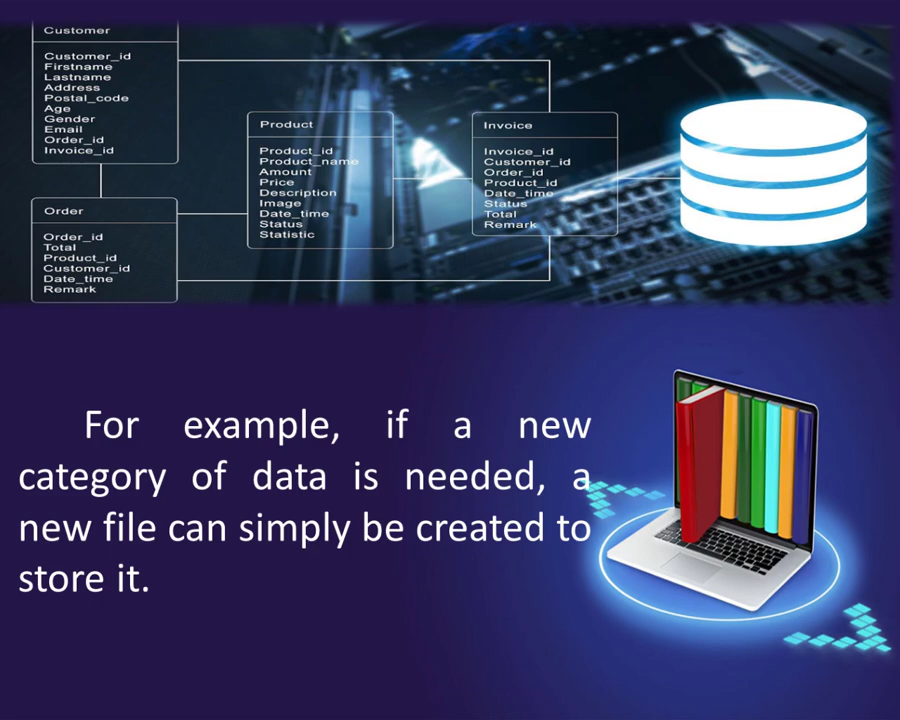 Customer
Customer_id
Firstname
Lastname
Address
Postal_code
Age
Gender
Email
Order_id
Invoice_id
Product
Product_id
Product_name
Amount
Price
Description
Image
Date_time
Status
Statistic
Invoice
Invoice_id
Customer_id
Order_id
Product_id
Date_time
Status
Total
Remark
Order
Order_id
Total
Product_id
Customer_id
Date_time
Remark
For example, if a new
category of data is needed, a
new file can simply be created to
store it.